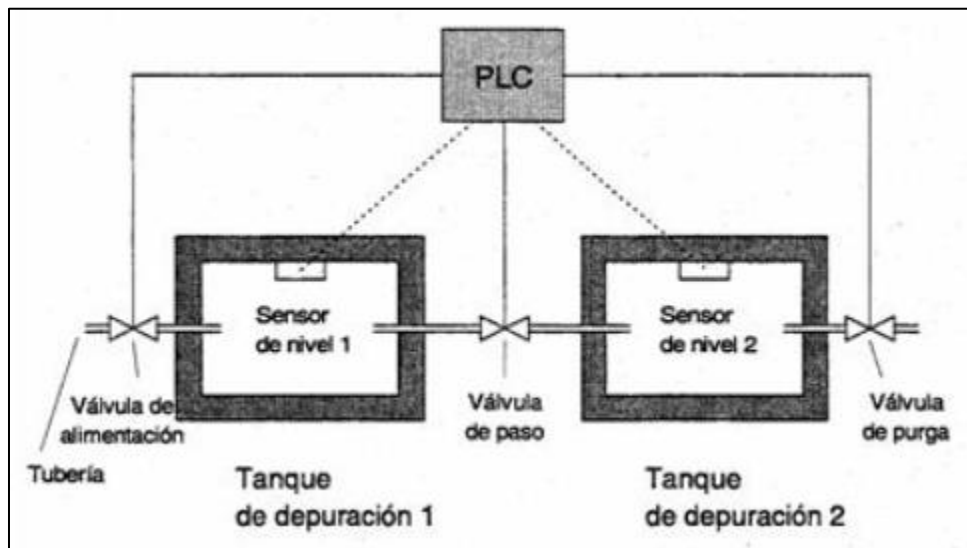 PLC
Sensor
de nivel 1
Sensor
de nivel 2
Válvula de
alimentación
Tubería
Válvula
de paso
Válvula
de purga
Tanque
de depuración 1
Tanque
de depuración 2